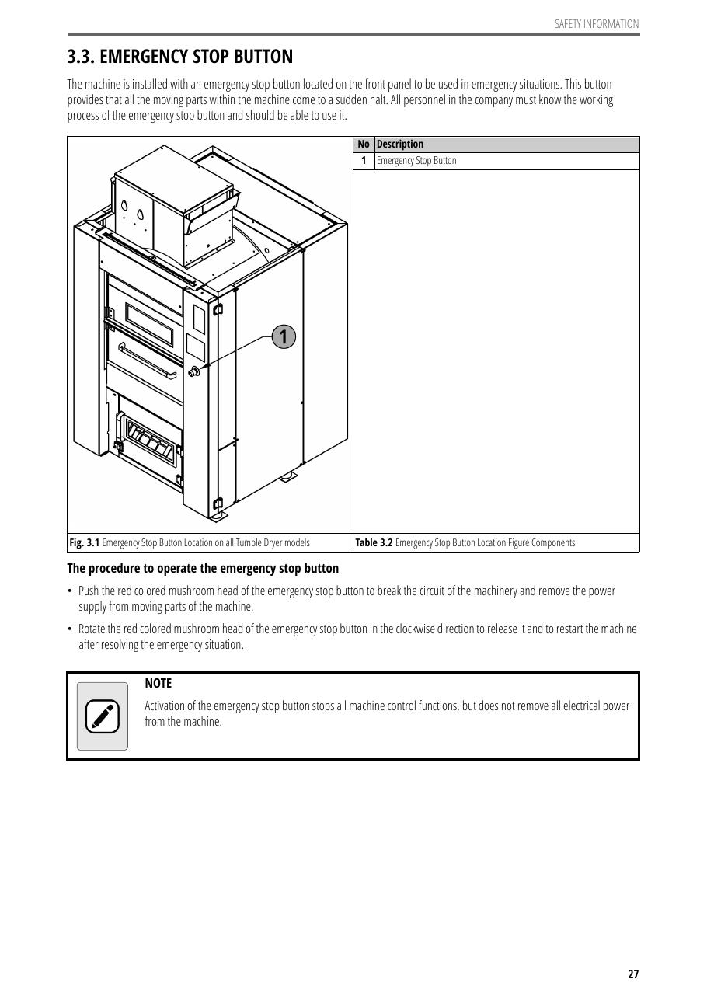 SAFETY INFORMATION
3.3. EMERGENCY STOP BUTTON
The machine is installed with an emergency stop button located on the front panel to be used in emergency situations. This button
provides that all the moving parts within the machine come to a sudden halt. All personnel in the company must know the working
process of the emergency stop button and should be able to use it.
No Description
1 Emergency Stop Button
1
Fig. 3.1 Emergency Stop Button Location on all Tumble Dryer models
Table 3.2 Emergency Stop Button Location Figure Components
The procedure to operate the emergency stop button
• Push the red colored mushroom head of the emergency stop button to break the circuit of the machinery and remove the power
supply from moving parts of the machine.
• Rotate the red colored mushroom head of the emergency stop button in the clockwise direction to release it and to restart the machine
after resolving the emergency situation.
NOTE
Activation of the emergency stop button stops all machine control functions, but does not remove all electrical power
from the machine.
27